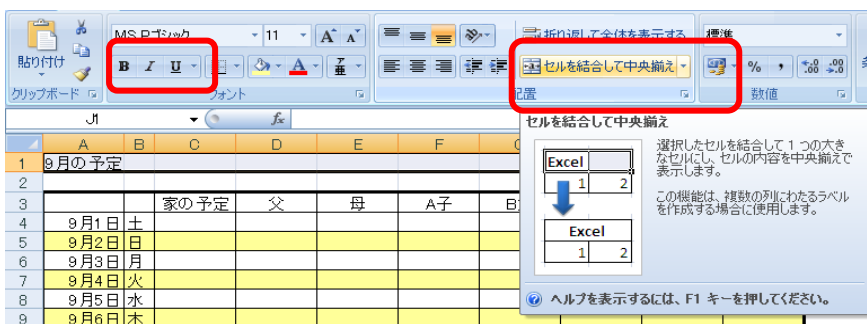 MS Pゴシック 11 A A 折り返して全体を表示する 標準
貼り付け B I U A 亜 セルを結合して中央揃え % ,
クリップボード フォント 配置 数値
J1 fx
A B C D E F
1 9月の予定
2
3 家の予定 父 母 A子
4 9月1日 土
5 9月2日 日
6 9月3日 月
7 9月4日 火
8 9月5日 水
9 9月6日 木
セルを結合して中央揃え
Excel
1 2
Excel
1 2
選択したセルを結合して 1 つの大き
なセルにし、セルの内容を中央揃えで
表示します。
この機能は、複数の列にわたるラベル
を作成する場合に使用します。
ヘルプを表示するには、F1 キーを押してください。